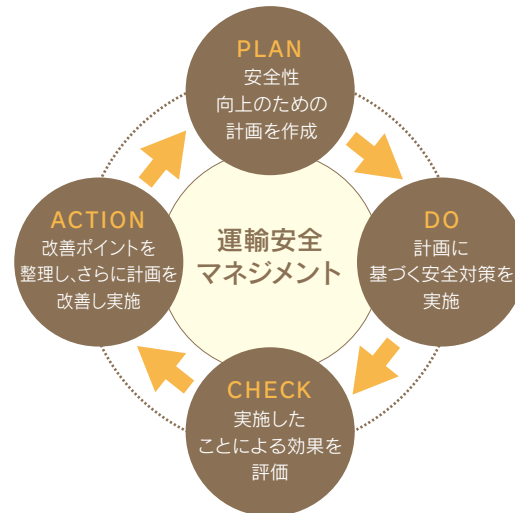 PLAN
安全性
向上のための
計画を作成
ACTION
改善ポイントを
整理し、さらに計画を
改善し実施
運輸安全
マネジメント
DO
計画に
基づく安全対策を
実施
CHECK
実施した
ことによる効果を
評価